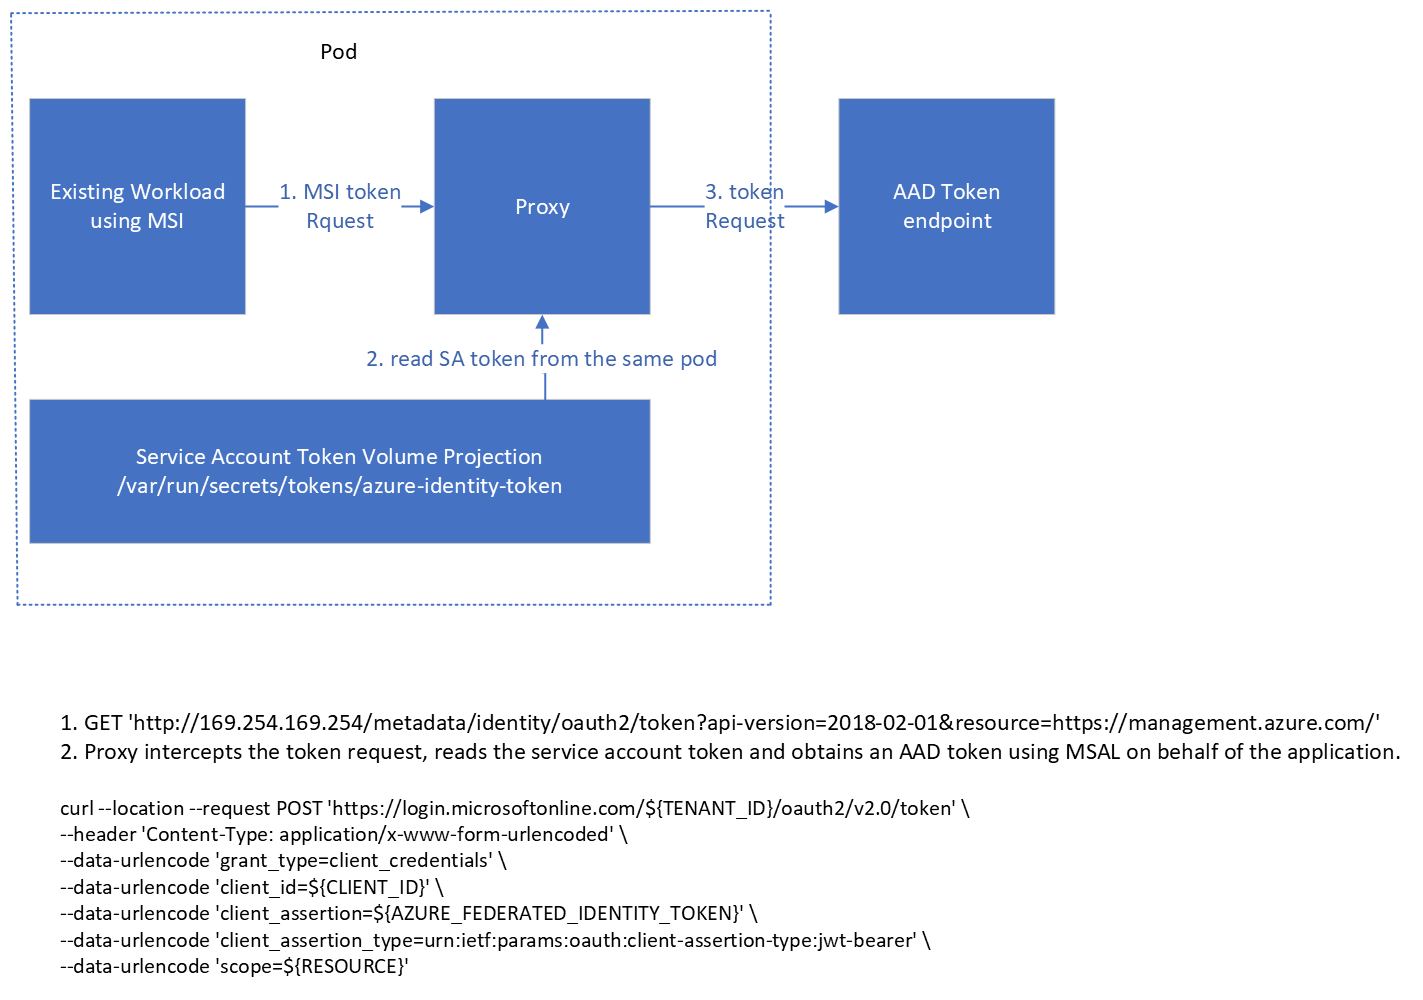 Pod
Existing Workload
using MSI
1. MSI token
Rquest
Proxy
3. token
Request
AAD Token
endpoint
2. read SA token from the same pod
Service Account Token Volume Projection
/var/run/secrets/tokens/azure-identity-token
1. GET 'http://169.254.169.254/metadata/identity/oauth2/token?api-version=2018-02-01&resource=https://management.azure.com/'
2. Proxy intercepts the token request, reads the service account token and obtains an AAD token using MSAL on behalf of the application.
curl --location --request POST 'https://login.microsoftonline.com/${TENANT_ID}/oauth2/v2.0/token' \
--header 'Content-Type: application/x-www-form-urlencoded' \
--data-urlencode 'grant_type=client_credentials' \
--data-urlencode 'client_id=${CLIENT_ID}' \
--data-urlencode 'client_assertion=${AZURE_FEDERATED_IDENTITY_TOKEN}' \
--data-urlencode 'client_assertion_type=urn:ietf:params:oauth:client-assertion-type:jwt-bearer' \
--data-urlencode 'scope=${RESOURCE}'